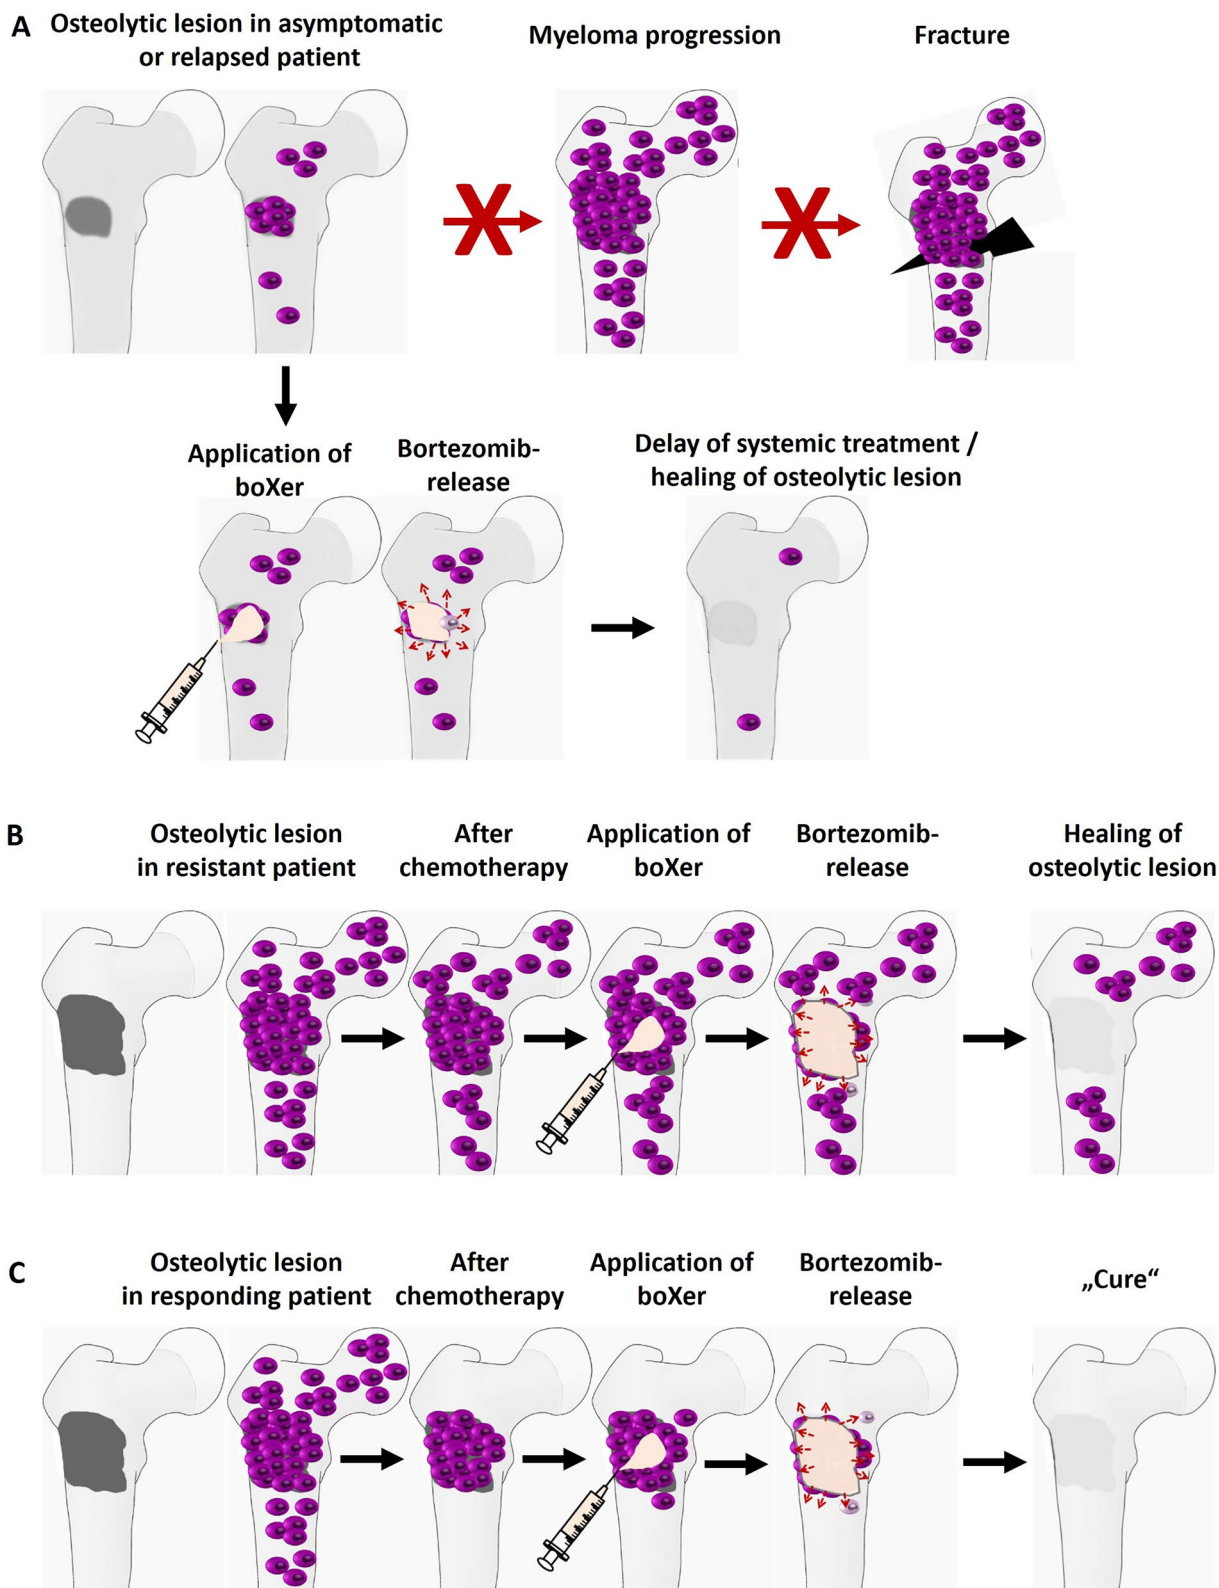 A
Osteolytic lesion in asymptomatic
or relapsed patient
Myeloma progression
Fracture
Application of
boXer
Bortezomib-
release
Delay of systemic treatment /
healing of osteolytic lesion
B
Osteolytic lesion
in resistant patient
After
chemotherapy
Application of
boXer
Bortezomib-
release
Healing of
osteolytic lesion
C
Osteolytic lesion
in responding patient
After
chemotherapy
Application of
boXer
Bortezomib-
release
„Cure“